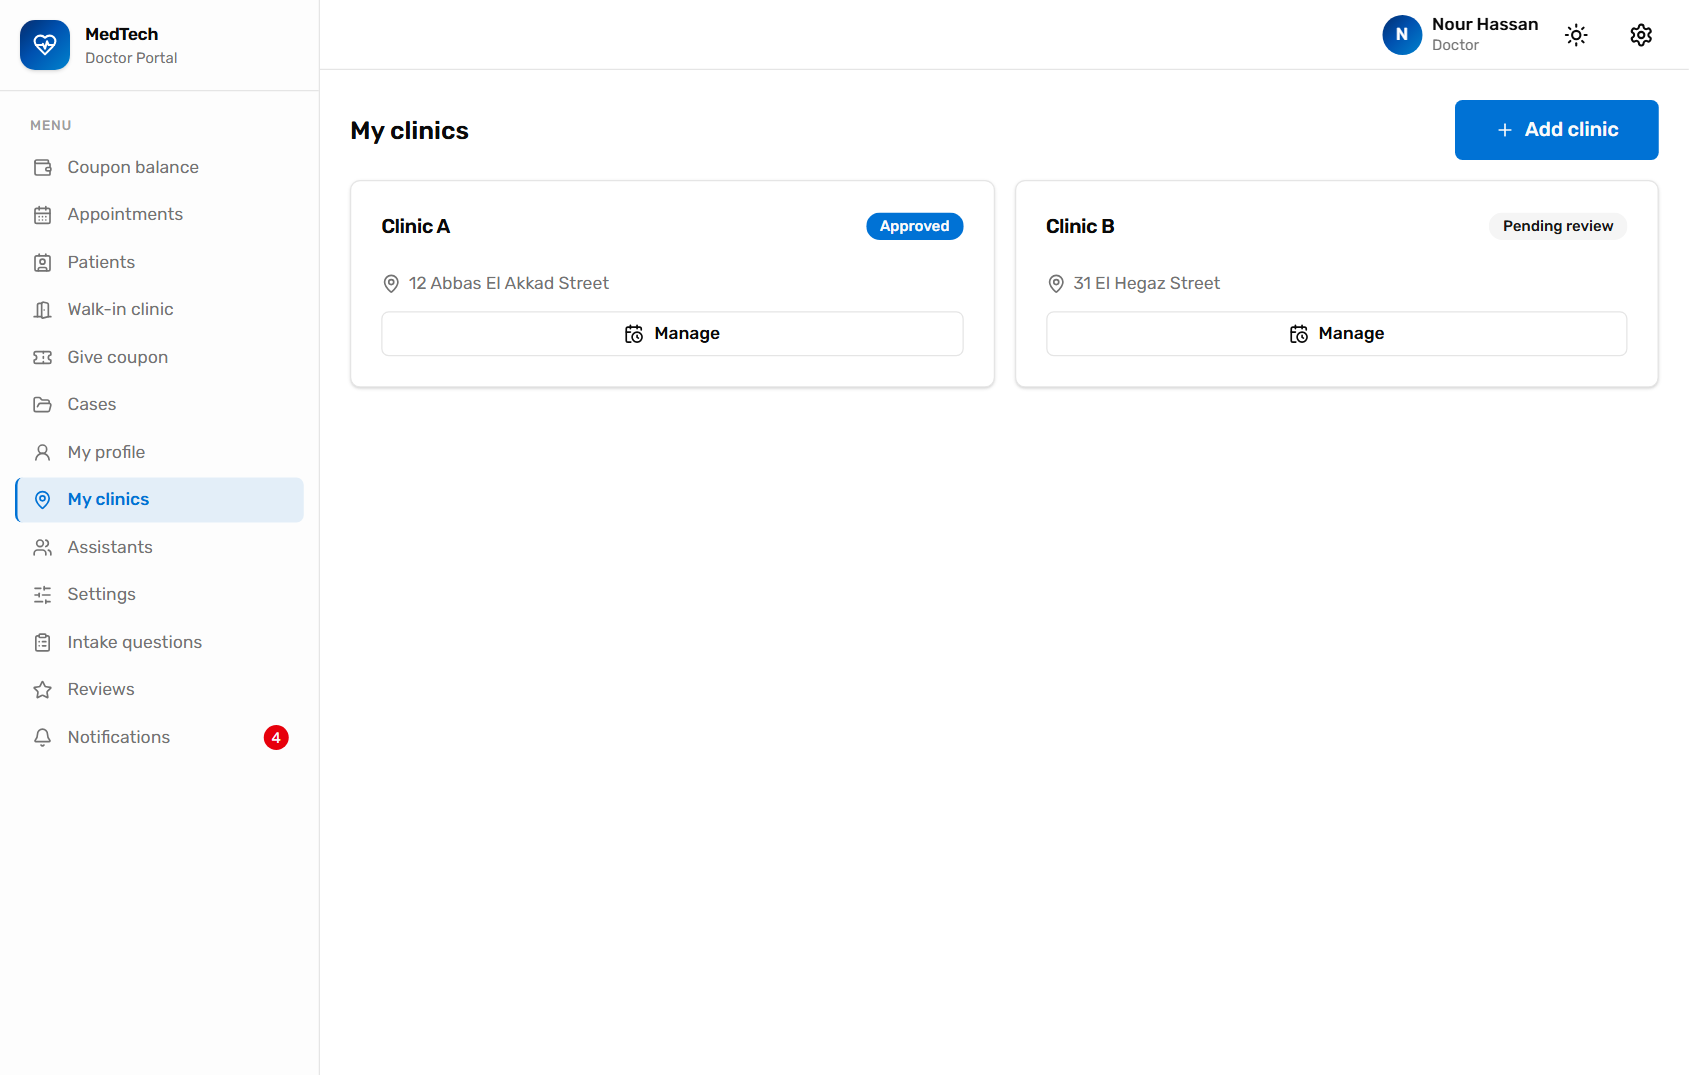 MedTech
Doctor Portal
N
Nour Hassan
Doctor
MENU
Coupon balance
Appointments
Patients
Walk-in clinic
Give coupon
Cases
My profile
My clinics
Assistants
Settings
Intake questions
Reviews
Notifications
4
My clinics
+ Add clinic
Clinic A
Approved
12 Abbas El Akkad Street
Manage
Clinic B
Pending review
31 El Hegaz Street
Manage